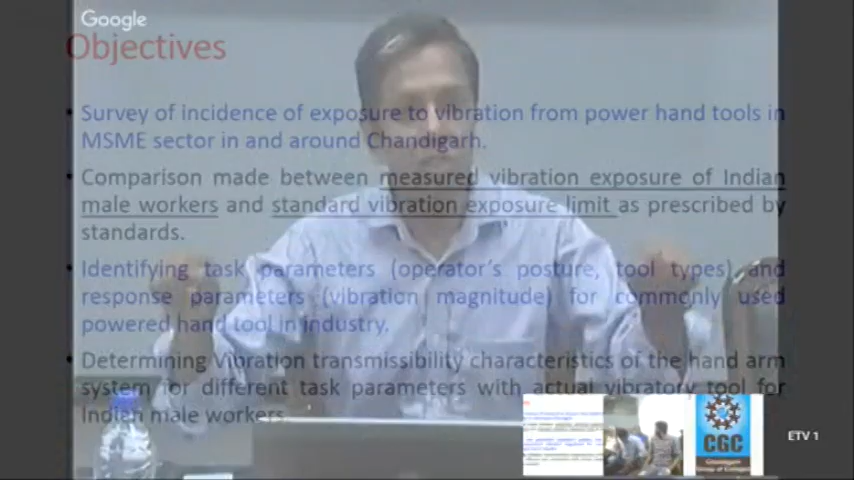 Google
Objectives
• Survey of incidence of exposure to vibration from power hand tools in
MSME sector in and around Chandigarh.
• Comparison made between measured vibration exposure of Indian
male workers and standard vibration exposure limit as prescribed by
standards.
• Identifying task parameters (operator's posture, tool types) and
response parameters (vibration magnitude) for commonly used
powered hand tool in industry.
• Determining Vibration transmissibility characteristics of the hand arm
system for different task parameters with actual vibratory tool for
Indian male workers
CGC
ETV 1